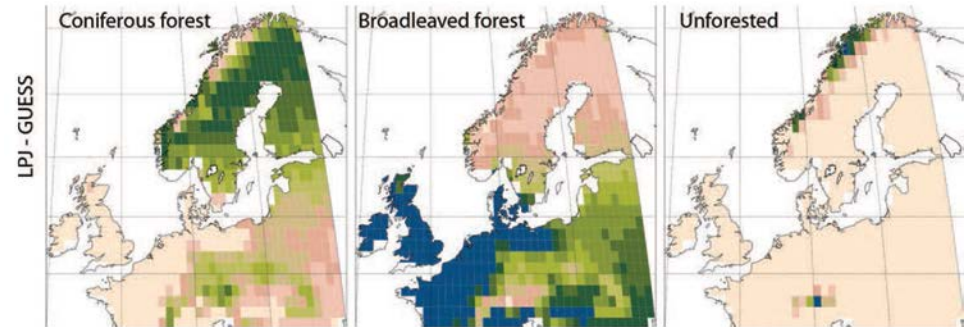 Coniferous forest
Broadleaved forest
Unforested
LPJ - GUESS